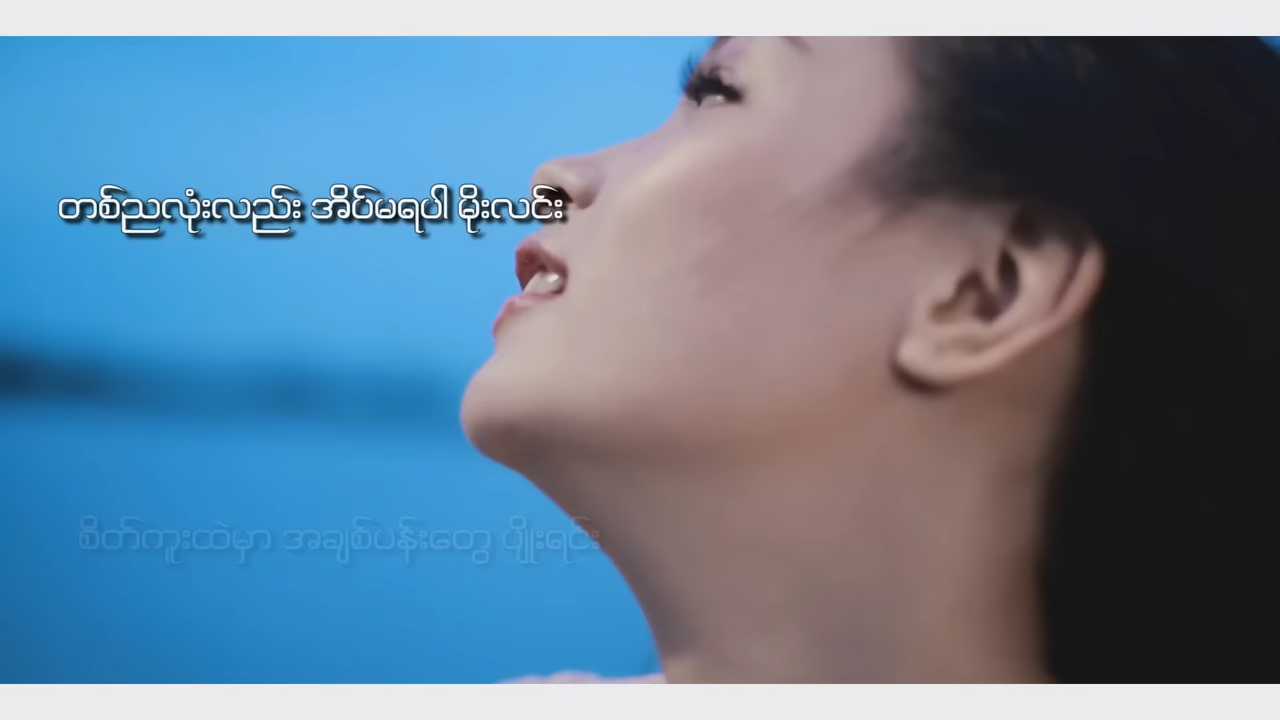 တစ်ညလုံးလည်း အိပ်မရပါ မိုးလင်း
စိတ်ကူးထဲမှာ အချစ်ပန်းတွေ ပျိုးရင်း